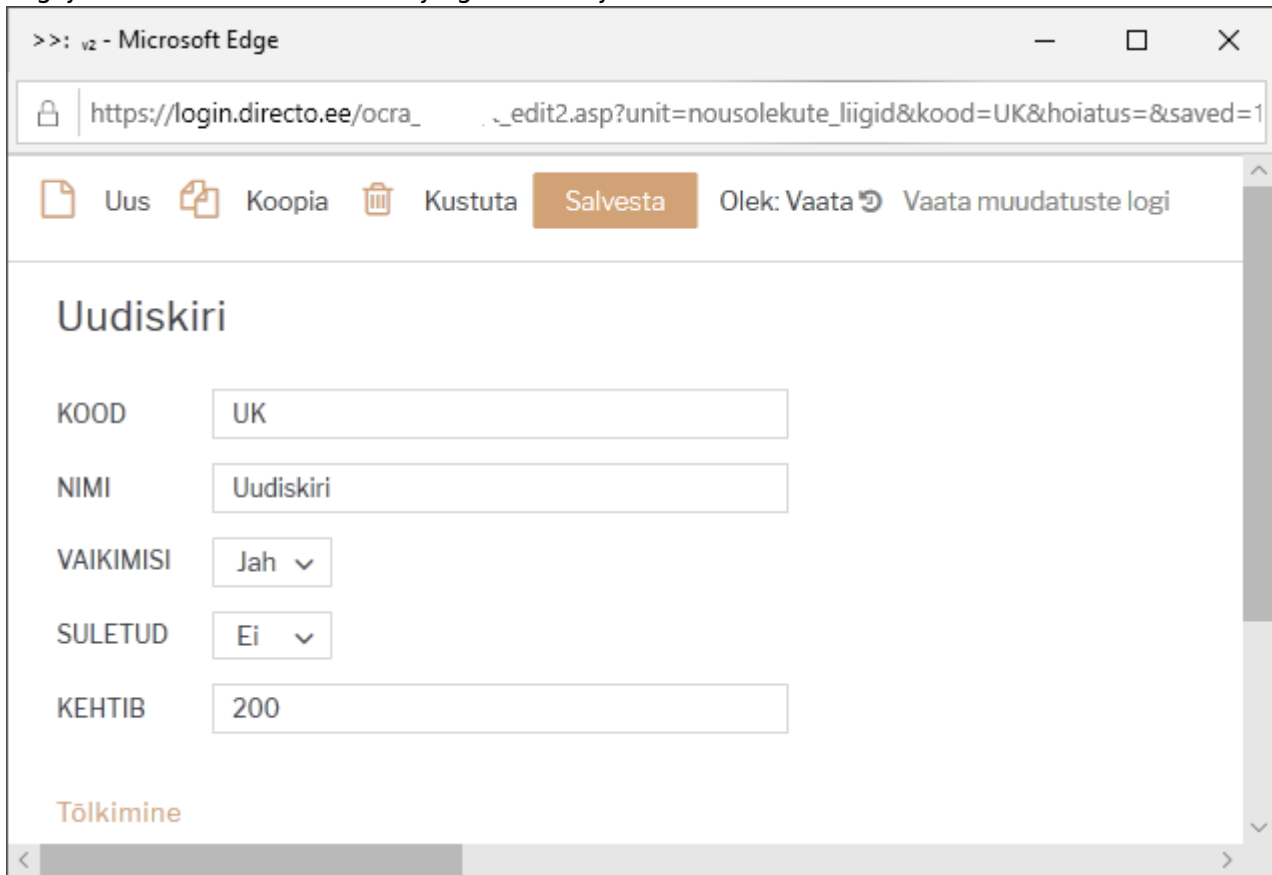 >>: v2 - Microsoft Edge
https://login.directo.ee/ocra_ _edit2.asp?unit=nousolekute_liigid&kood=UK&hoiatus=&saved=1
Uus Koopia Kustuta Salvesta Olek: Vaata Vaata muudatuste logi
Uudiskiri
KOOD UK
NIMI Uudiskiri
VAIKIMISI Jah
SULETUD Ei
KEHTIB 200
Tõlkimine